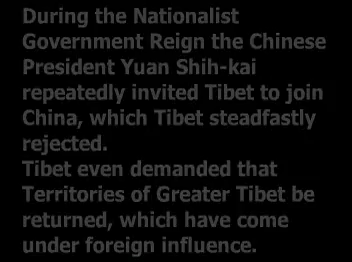 During the Nationalist
Government Reign the Chinese
President Yuan Shih-kai
repeatedly invited Tibet to join
China, which Tibet steadfastly
rejected.
Tibet even demanded that
Territories of Greater Tibet be
returned, which have come
under foreign influence.